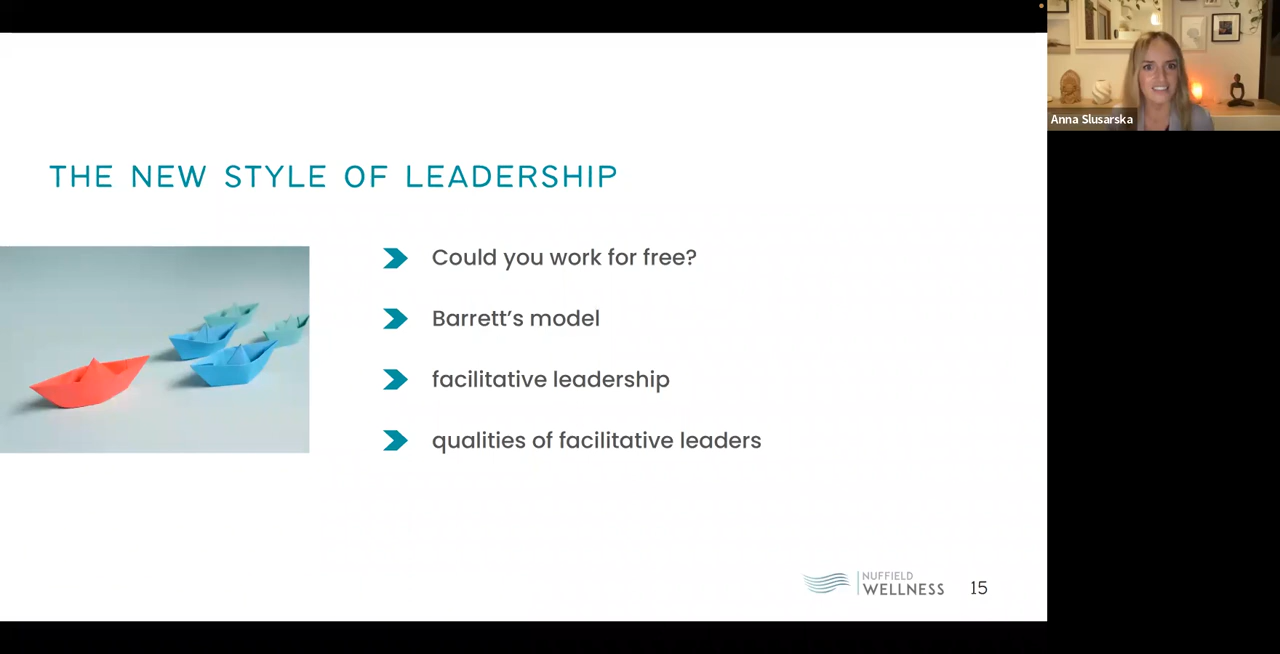 THE NEW STYLE OF LEADERSHIP
Could you work for free?
Barrett’s model
facilitative leadership
qualities of facilitative leaders
NUFFIELD
WELLNESS
15
Anna Slusarska